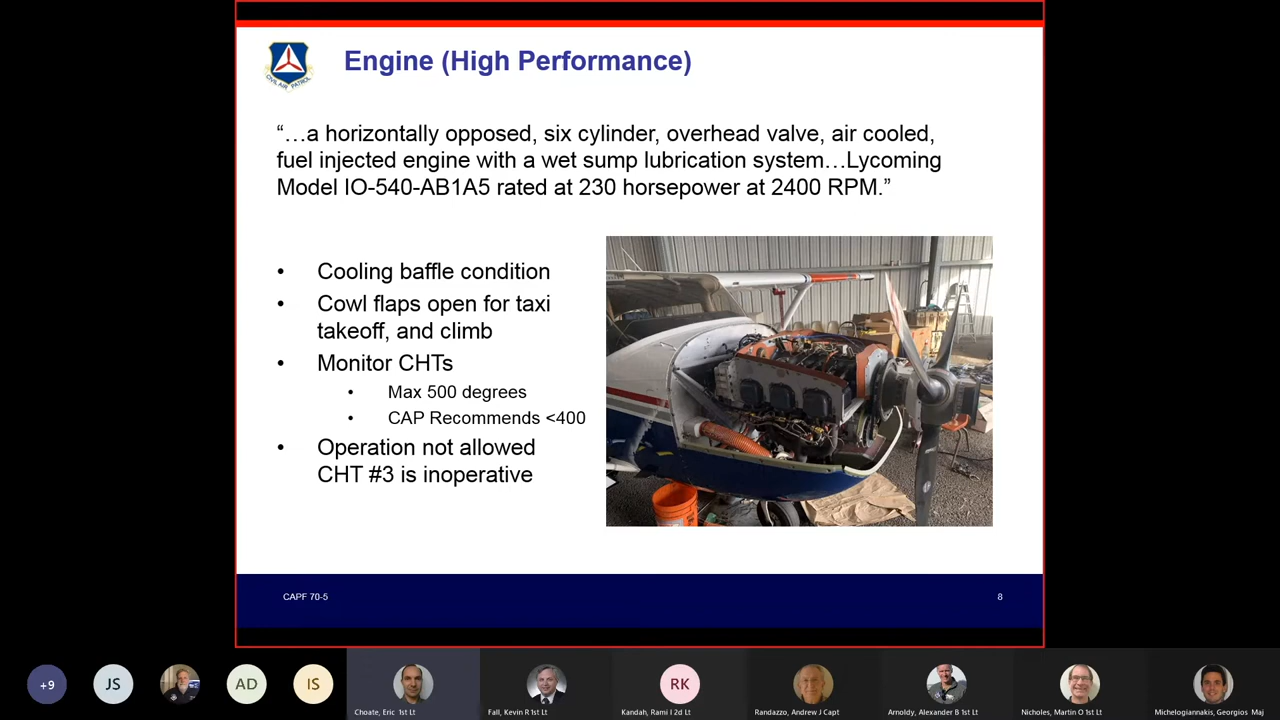 Engine (High Performance)
CIVIL AIR PATROL
“…a horizontally opposed, six cylinder, overhead valve, air cooled,
fuel injected engine with a wet sump lubrication system…Lycoming
Model IO-540-AB1A5 rated at 230 horsepower at 2400 RPM.”
• Cooling baffle condition
• Cowl flaps open for taxi
takeoff, and climb
• Monitor CHTs
• Max 500 degrees
• CAP Recommends <400
• Operation not allowed
CHT #3 is inoperative
CAPF 70-5
8
+9
JS
AD
IS
RK
Choate, Eric 1st Lt
Fall, Kevin R 1st Lt
Kandah, Rami I 2d Lt
Randazzo, Andrew J Capt
Arnoldy, Alexander B 1st Lt
Nicholes, Martin O 1st Lt
Michelogiannakis, Georgios Maj